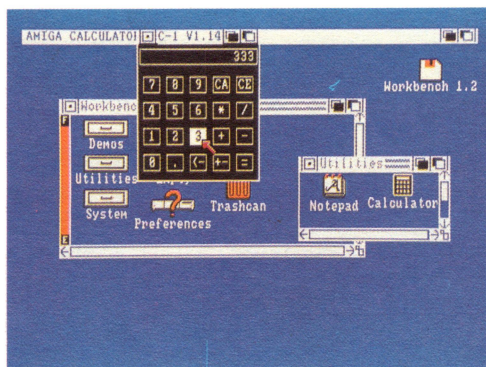 AMIGA CALCULATOR
C-1 V1.14
333
7 8 9 CA CE
4 5 6 * /
1 2 3 + -
0 . <- +- =
Workbench 1.2
Workbenc
F
Demos
Utilities
System
Preferences
Trashcan
E
Utilities
Notepad
Calculator